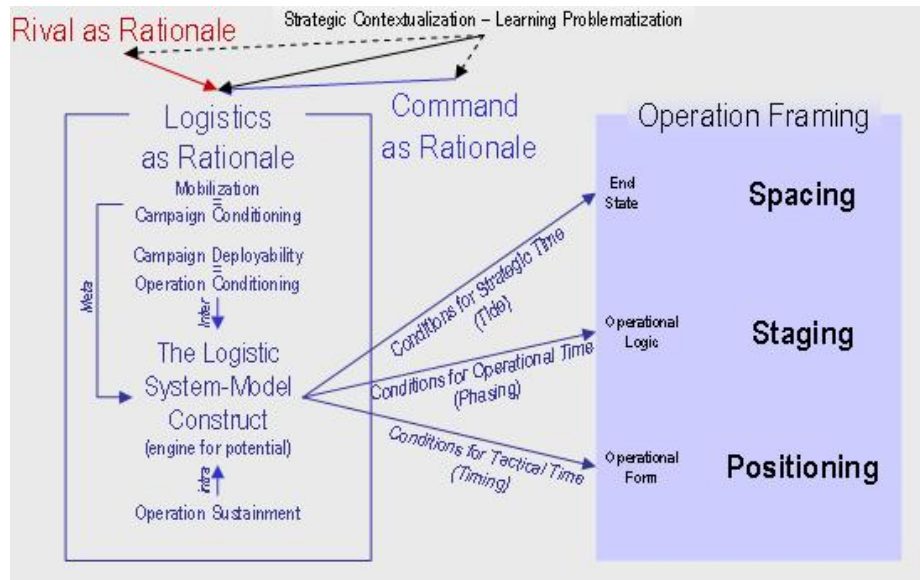 Strategic Contextualization – Learning Problematization
Rival as Rationale
Logistics
as Rationale
Mobilization
=
Campaign Conditioning
Campaign Deployability
=
Operation Conditioning
Meta
Inter
The Logistic
System-Model
Construct
(engine for potential)
intra
Operation Sustainment
Command
as Rationale
Conditions for Strategic Time
(Tide)
Conditions for Operational Time
(Phasing)
Conditions for Tactical Time
(Timing)
Operation Framing
End
State
Spacing
Operational
Logic
Staging
Operational
Form
Positioning